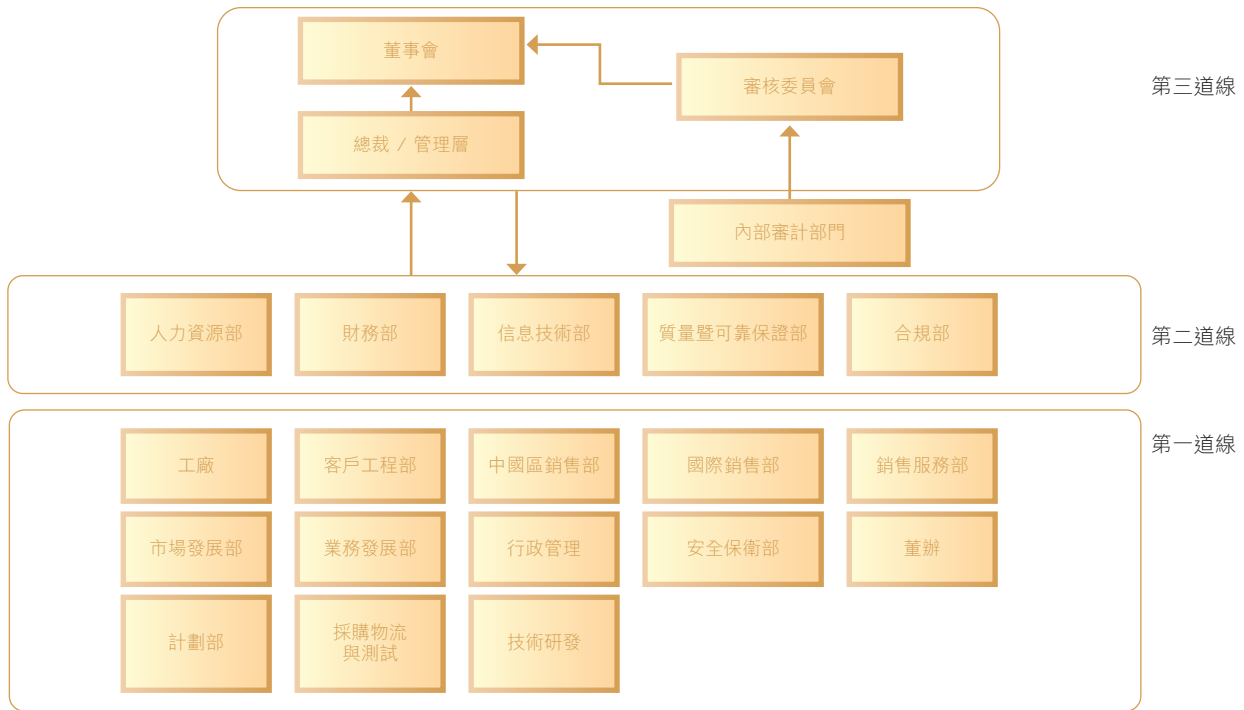 董事會
審核委員會
第三道線
總裁 / 管理層
內部審計部門
人力資源部
財務部
信息技術部
質量暨可靠保證部
合規部
第二道線
第一道線
工廠
客戶工程部
中國區銷售部
國際銷售部
銷售服務部
市場發展部
業務發展部
行政管理
安全保衛部
董辦
計劃部
採購物流
與測試
技術研發